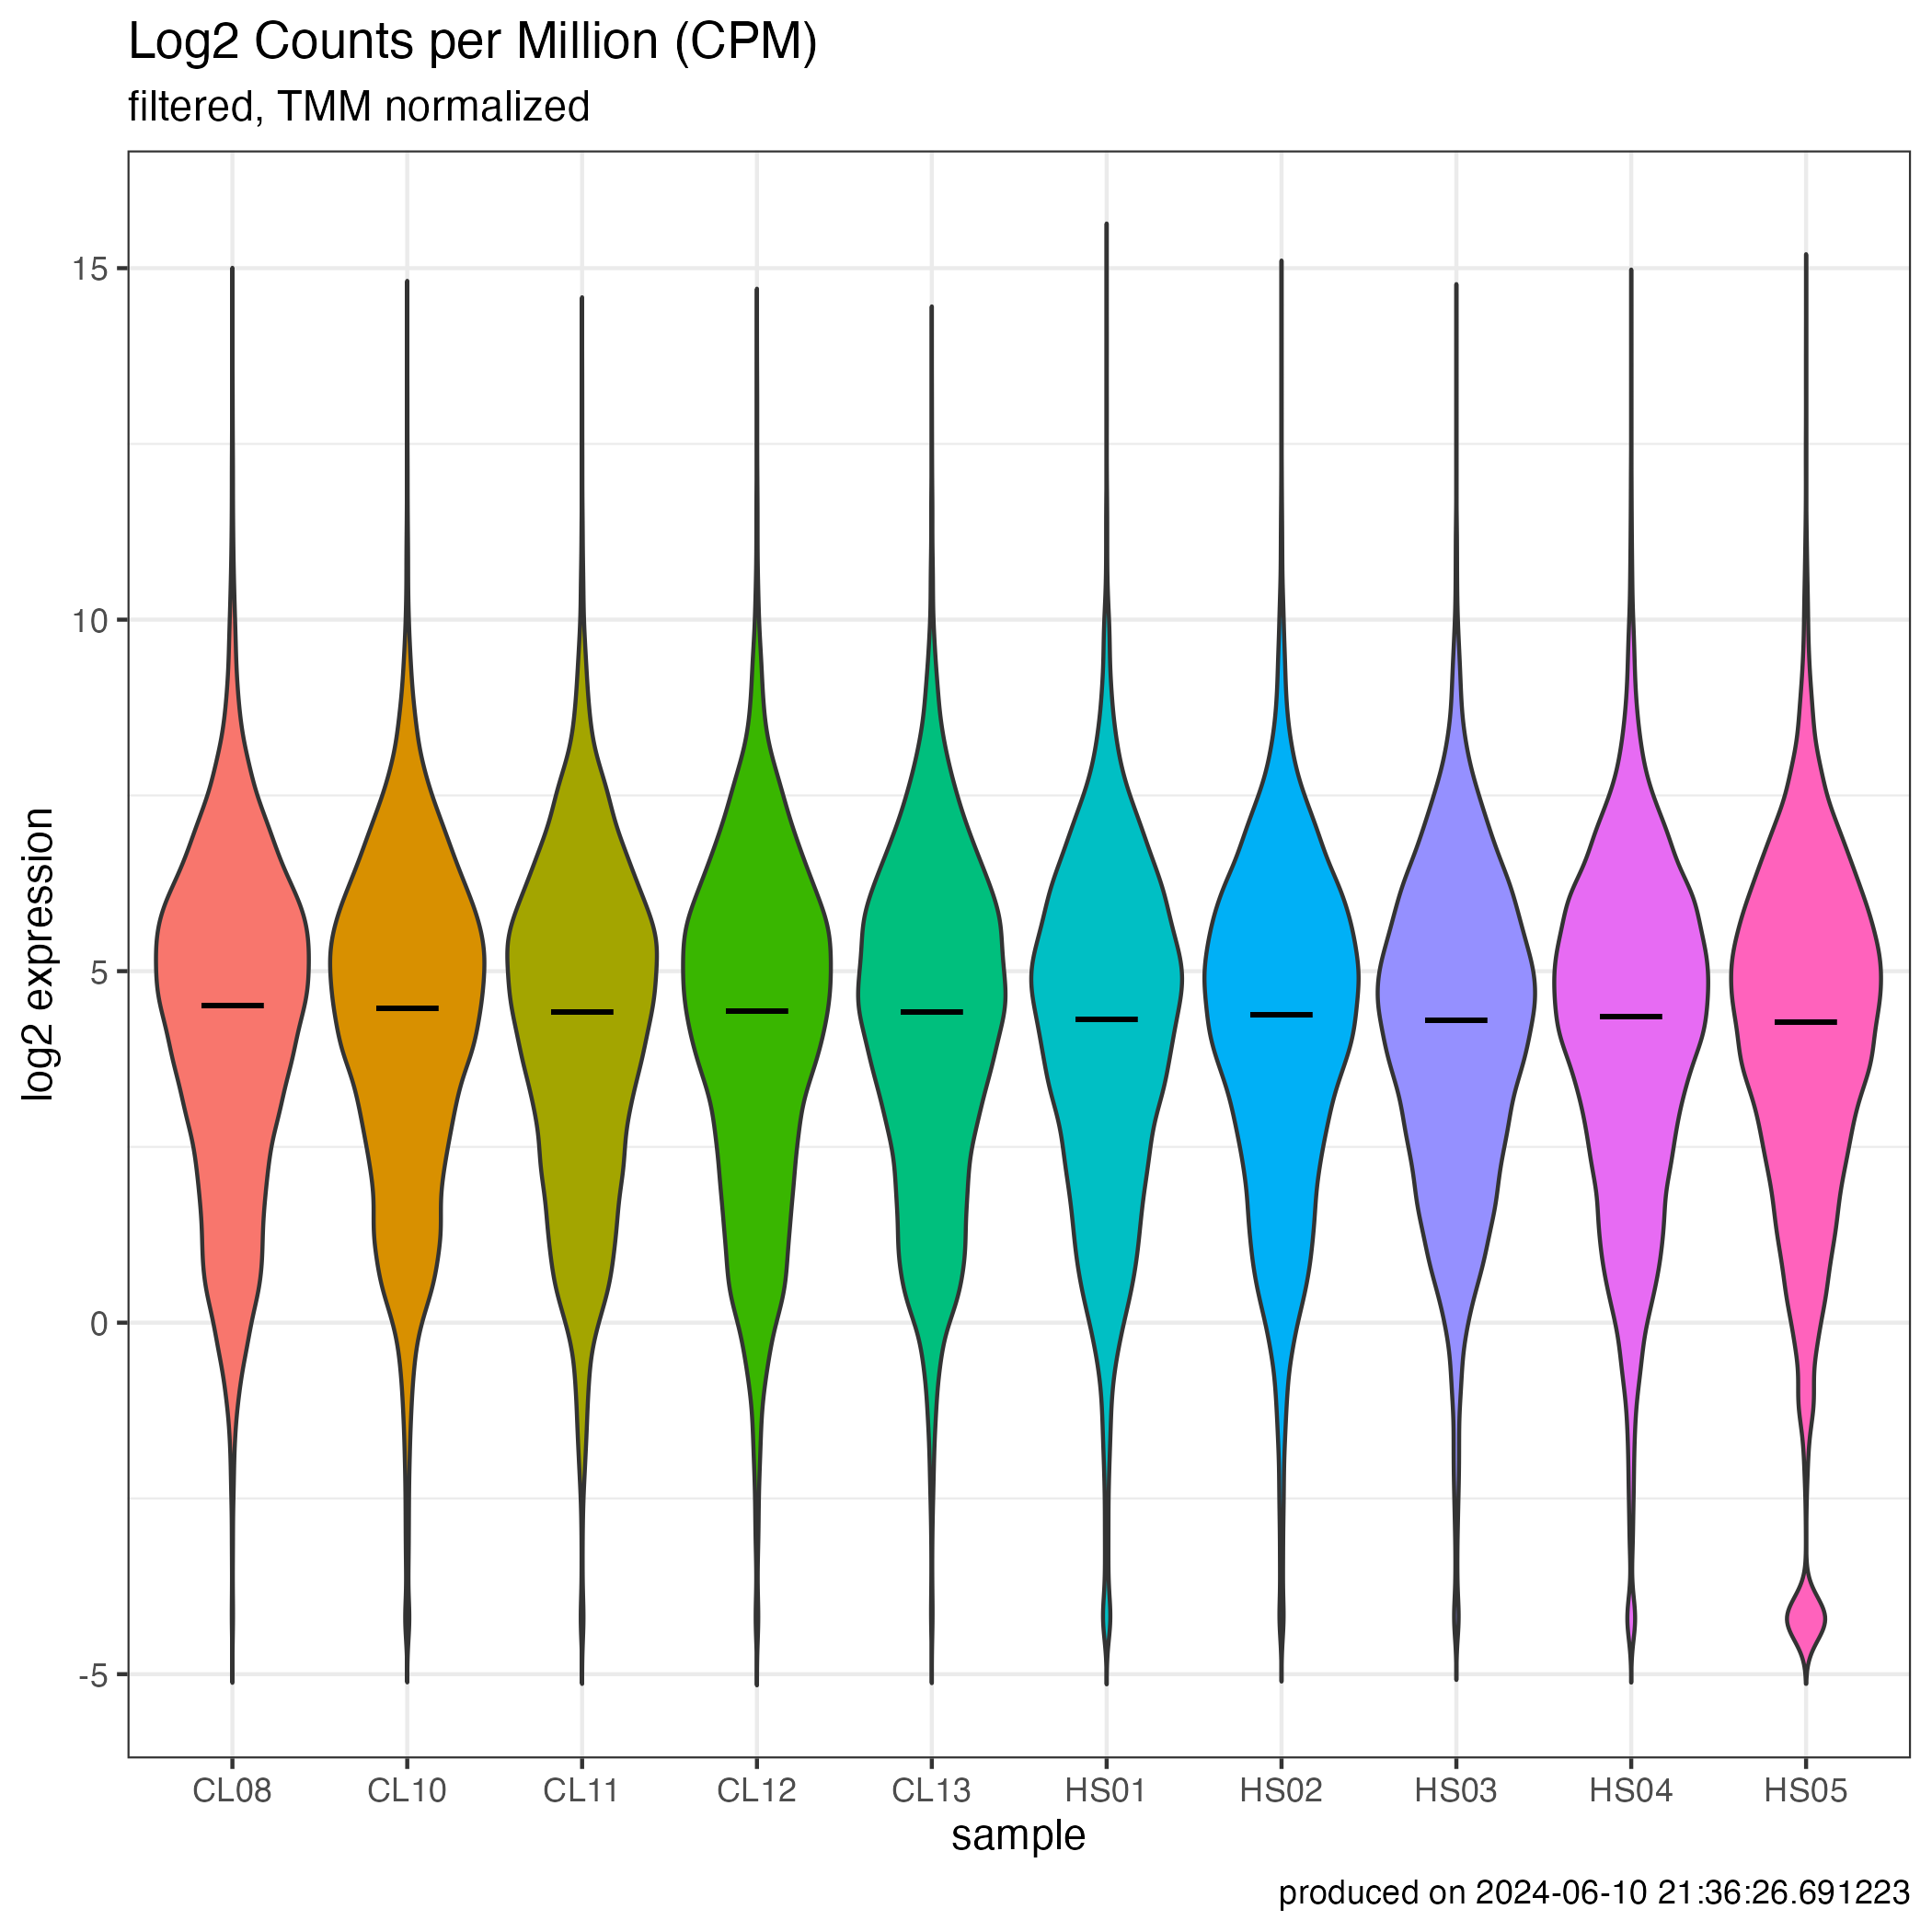 Log2 Counts per Million (CPM)
filtered, TMM normalized
log2 expression
15
10
5
0
-5
CL08 CL10 CL11 CL12 CL13 HS01 HS02 HS03 HS04 HS05
sample
produced on 2024-06-10 21:36:26.691223